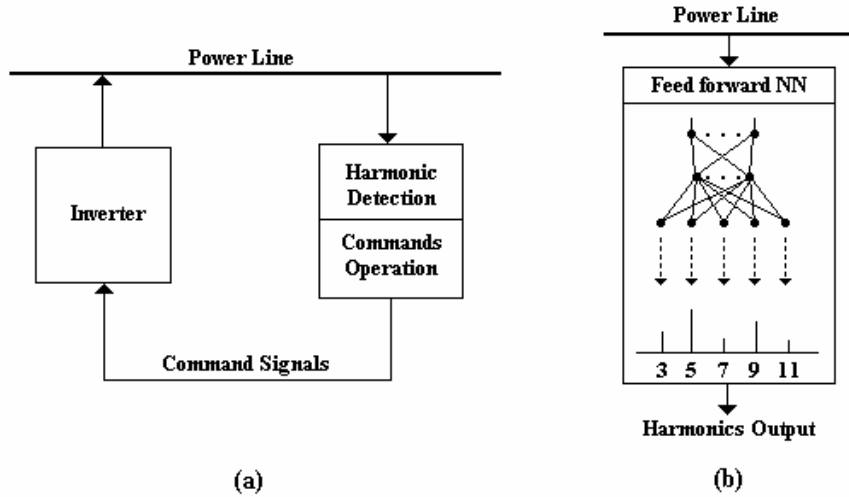 Power Line
Inverter
Harmonic
Detection
Commands
Operation
Command Signals
(a)
Power Line
Feed forward NN
3 5 7 9 11
Harmonics Output
(b)